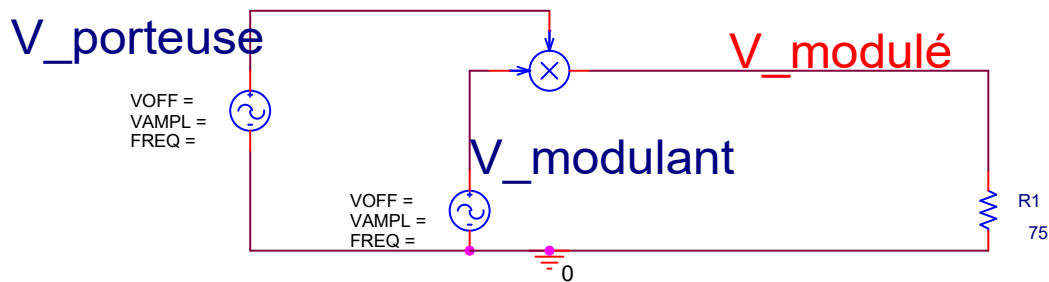 V_porteuse
V_modulé
VOFF =
VAMPL =
FREQ =
V_modulant
VOFF =
VAMPL =
FREQ =
R1
75
0